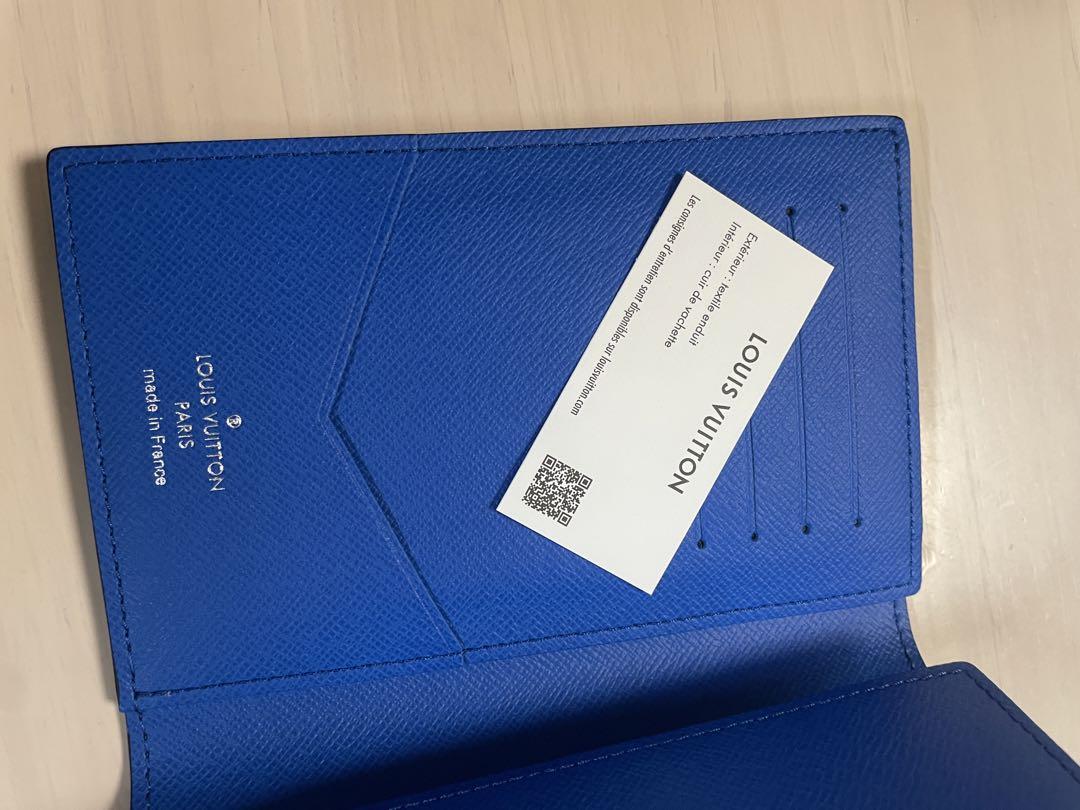 LOUIS VUITTON
Extérieur : textile enduit
Intérieur : cuir de vachette
Les consignes d'entretien sont disponibles sur louisvuitton.com
®
LOUIS VUITTON
PARIS
made in France